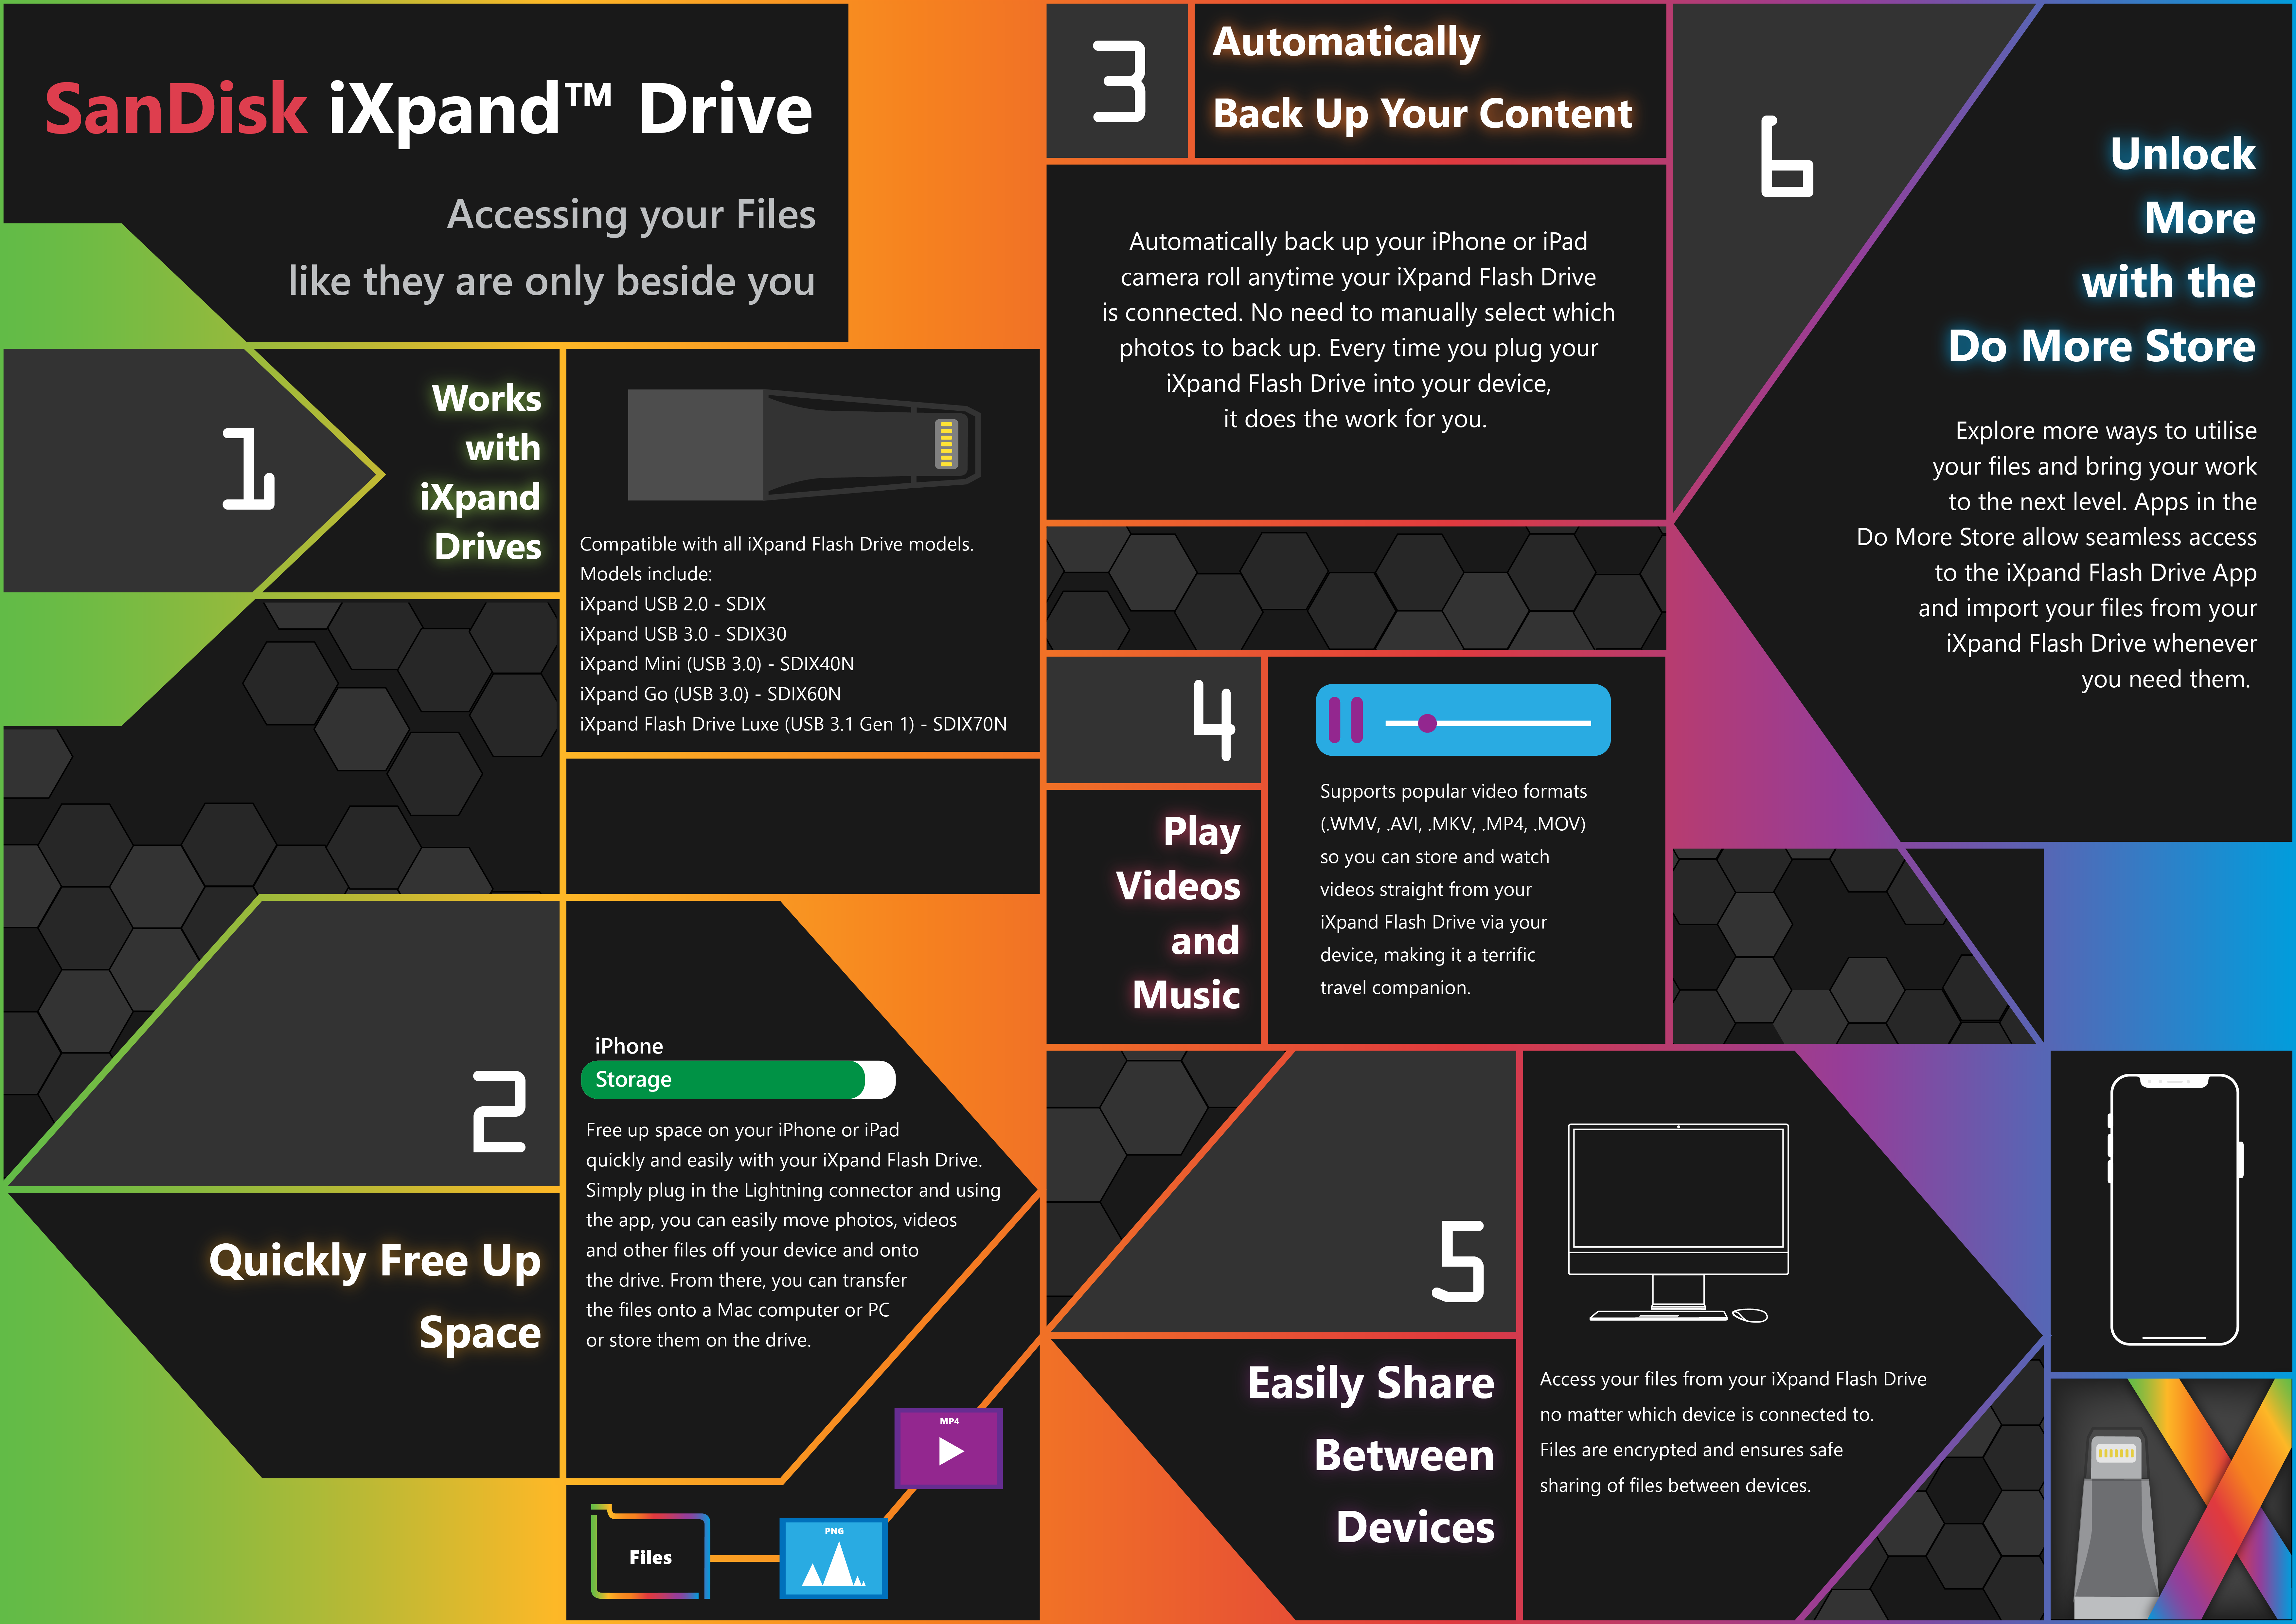 SanDisk iXpand™ Drive
Accessing your Files
like they are only beside you
1
Works
with
iXpand
Drives
Compatible with all iXpand Flash Drive models.
Models include:
iXpand USB 2.0 - SDIX
iXpand USB 3.0 - SDIX30
iXpand Mini (USB 3.0) - SDIX40N
iXpand Go (USB 3.0) - SDIX60N
iXpand Flash Drive Luxe (USB 3.1 Gen 1) - SDIX70N
2
Quickly Free Up
Space
iPhone
Storage
Free up space on your iPhone or iPad
quickly and easily with your iXpand Flash Drive.
Simply plug in the Lightning connector and using
the app, you can easily move photos, videos
and other files off your device and onto
the drive. From there, you can transfer
the files onto a Mac computer or PC
or store them on the drive.
MP4
PNG
Files
3
Automatically
Back Up Your Content
Automatically back up your iPhone or iPad
camera roll anytime your iXpand Flash Drive
is connected. No need to manually select which
photos to back up. Every time you plug your
iXpand Flash Drive into your device,
it does the work for you.
4
Play
Videos
and
Music
Supports popular video formats
(.WMV, .AVI, .MKV, .MP4, .MOV)
so you can store and watch
videos straight from your
iXpand Flash Drive via your
device, making it a terrific
travel companion.
5
Easily Share
Between
Devices
Access your files from your iXpand Flash Drive
no matter which device is connected to.
Files are encrypted and ensures safe
sharing of files between devices.
6
Unlock
More
with the
Do More Store
Explore more ways to utilise
your files and bring your work
to the next level. Apps in the
Do More Store allow seamless access
to the iXpand Flash Drive App
and import your files from your
iXpand Flash Drive whenever
you need them.